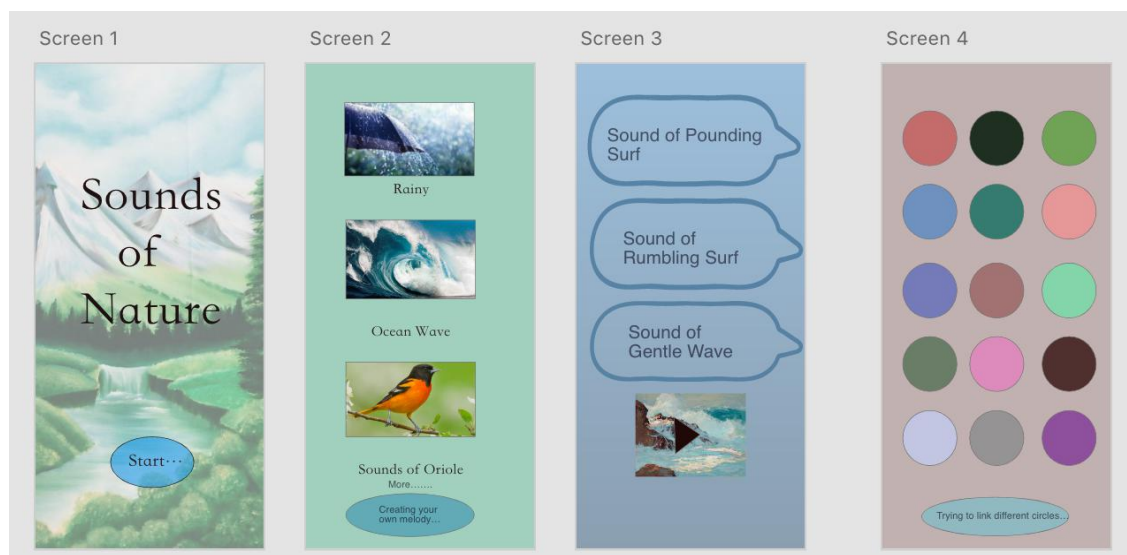 Screen 1
Screen 2
Screen 3
Screen 4
Sounds
of
Nature
Start···
Rainy
Ocean Wave
Sounds of Oriole
More.......
Creating your
own melody...
Sound of Pounding
Surf
Sound of
Rumbling Surf
Sound of
Gentle Wave
Trying to link different circles...